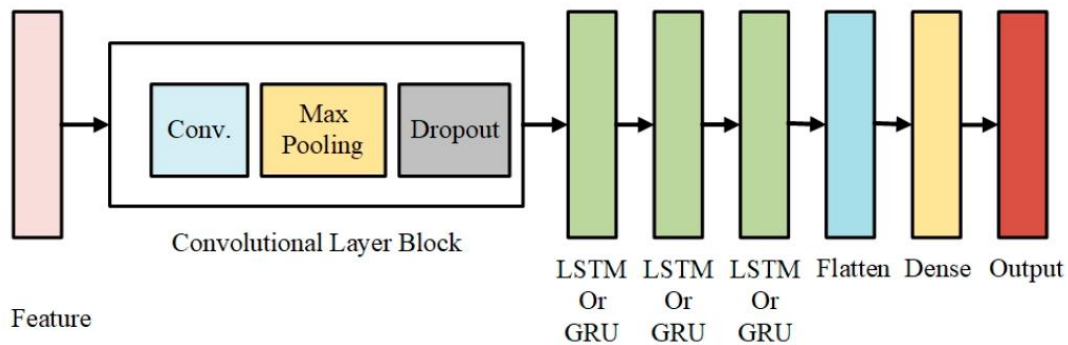 Conv.
Max
Pooling
Dropout
Convolutional Layer Block
Feature
LSTM
Or
GRU
LSTM
Or
GRU
LSTM
Or
GRU
Flatten
Dense
Output